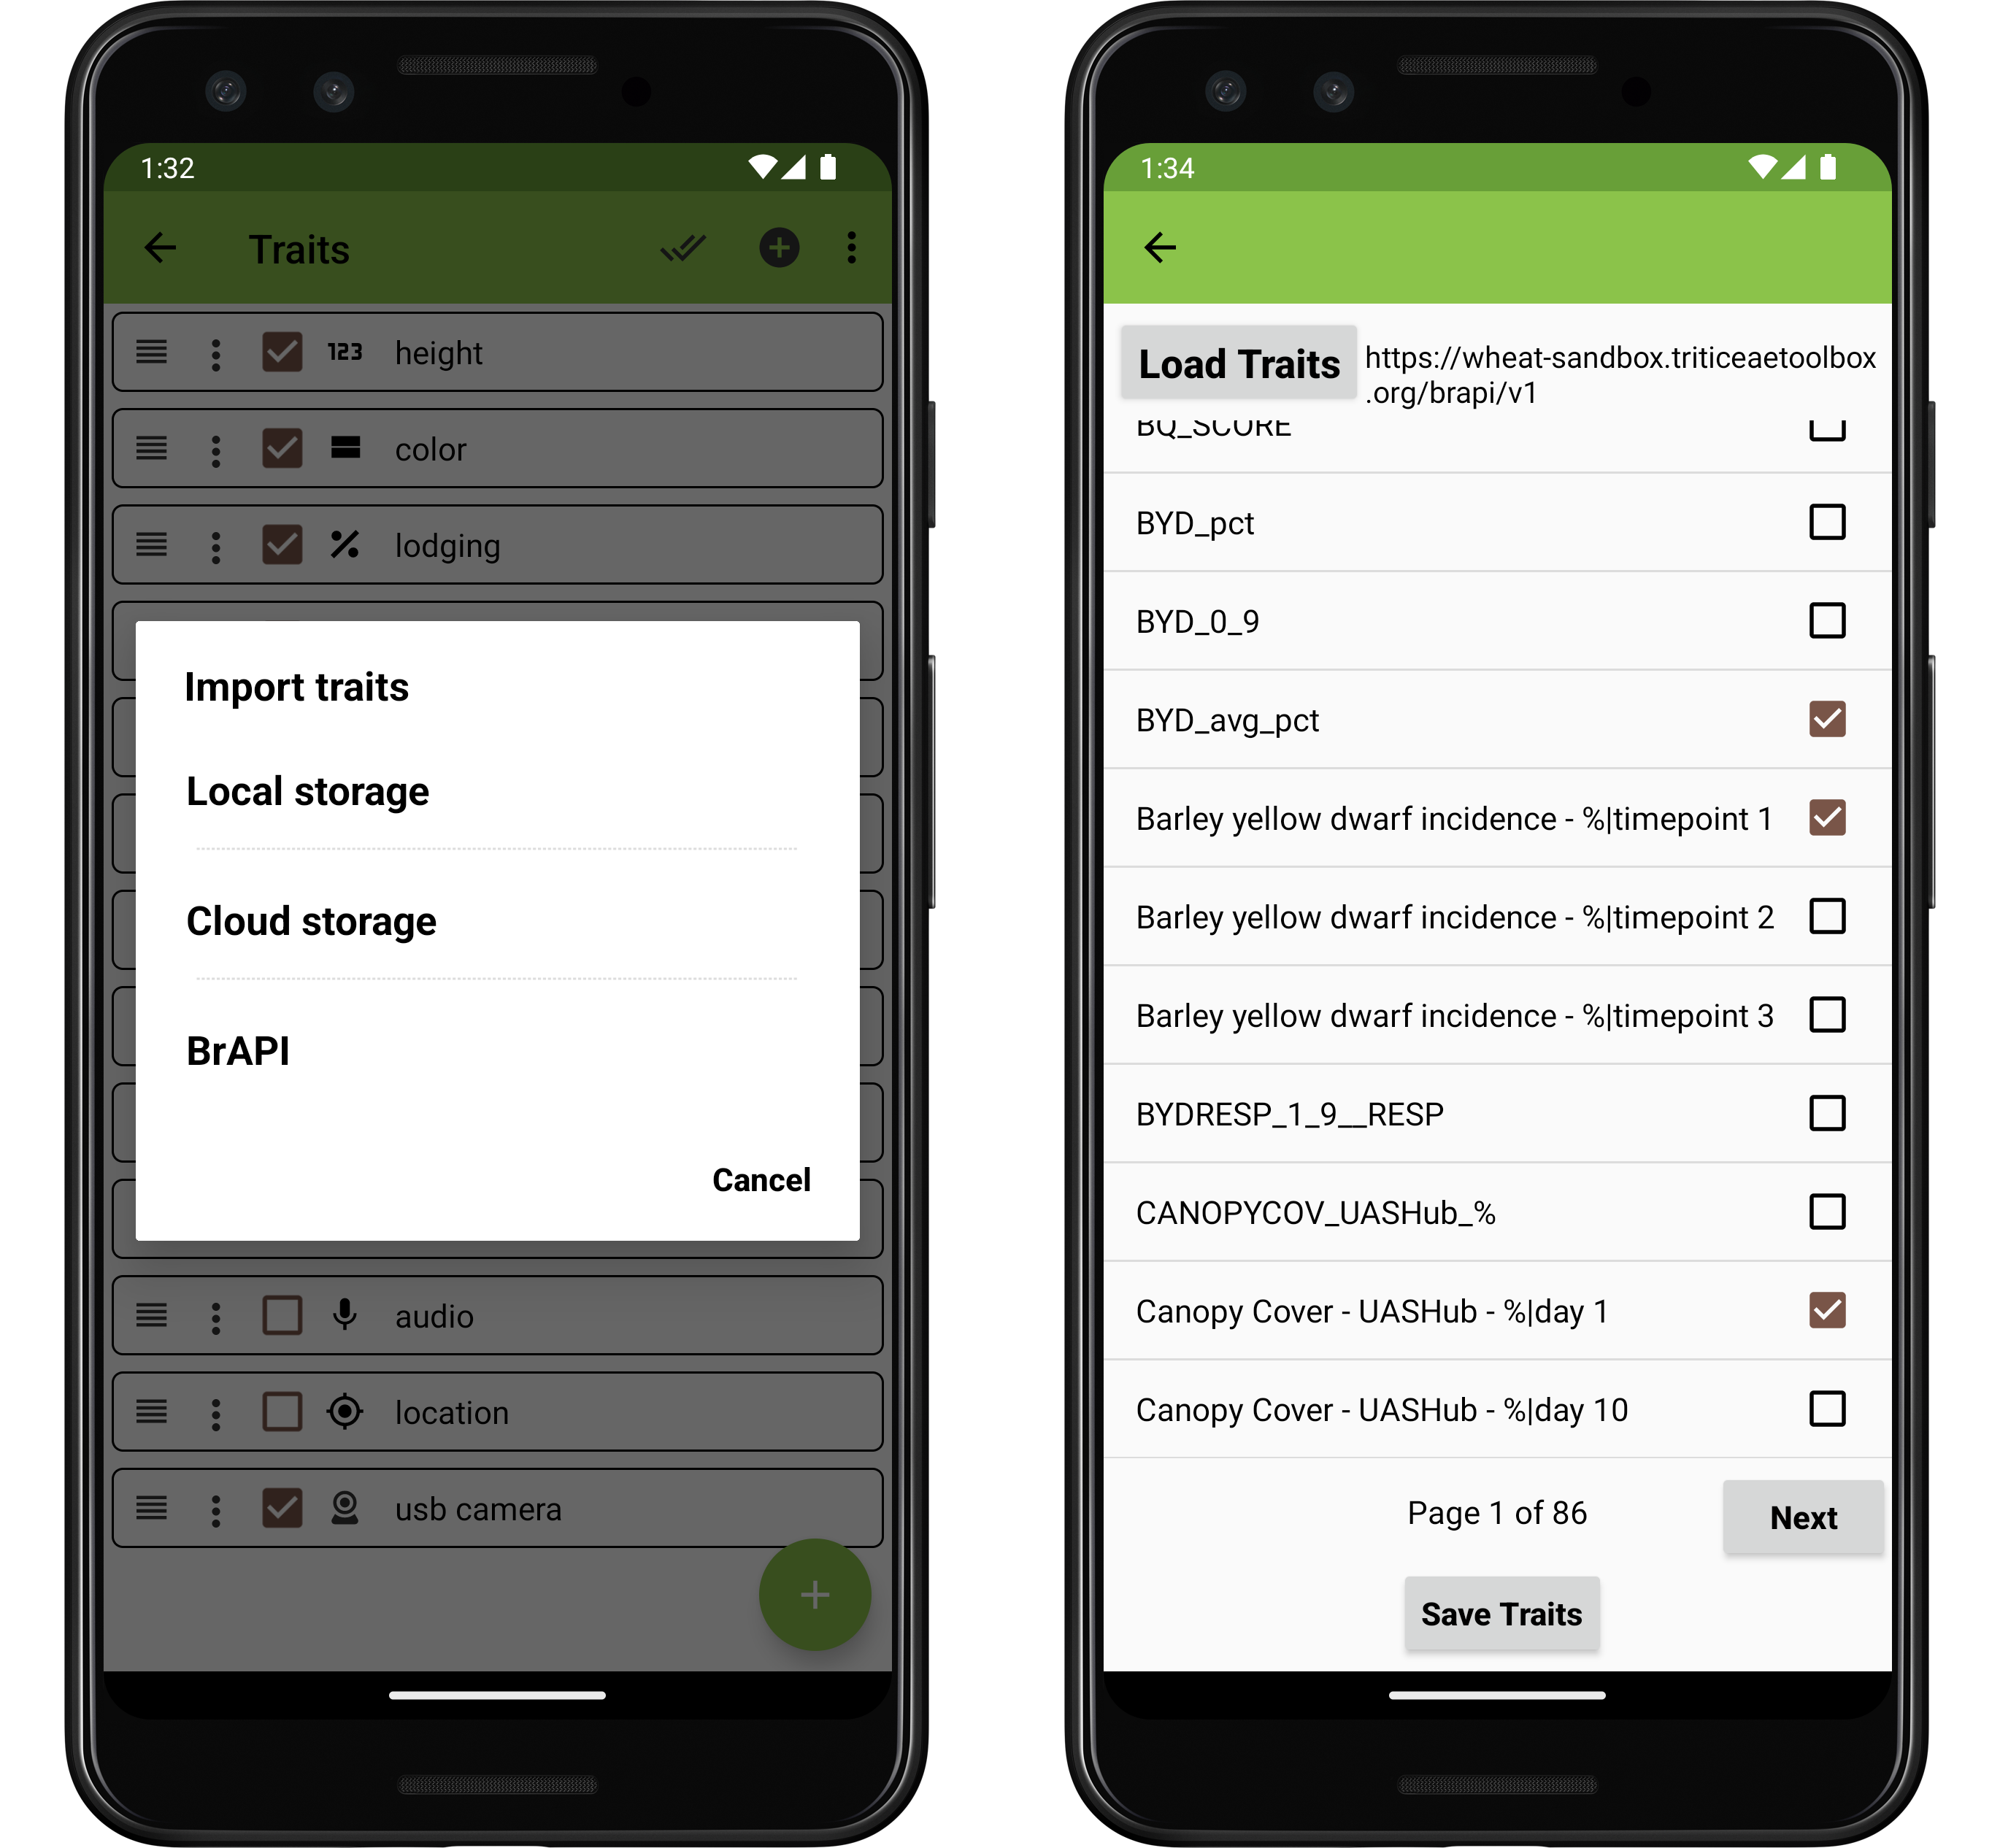 1:32
Traits
123 height
color
lodging
Import traits
Local storage
Cloud storage
BrAPI
Cancel
audio
location
usb camera
1:34
Load Traits
https://wheat-sandbox.triticeaetoolbox
.org/brapi/v1
BQ_SCORE
BYD_pct
BYD_0_9
BYD_avg_pct
Barley yellow dwarf incidence - %|timepoint 1
Barley yellow dwarf incidence - %|timepoint 2
Barley yellow dwarf incidence - %|timepoint 3
BYDRESP_1_9__RESP
CANOPYCOV_UASHub_%
Canopy Cover - UASHub - %|day 1
Canopy Cover - UASHub - %|day 10
Page 1 of 86
Next
Save Traits